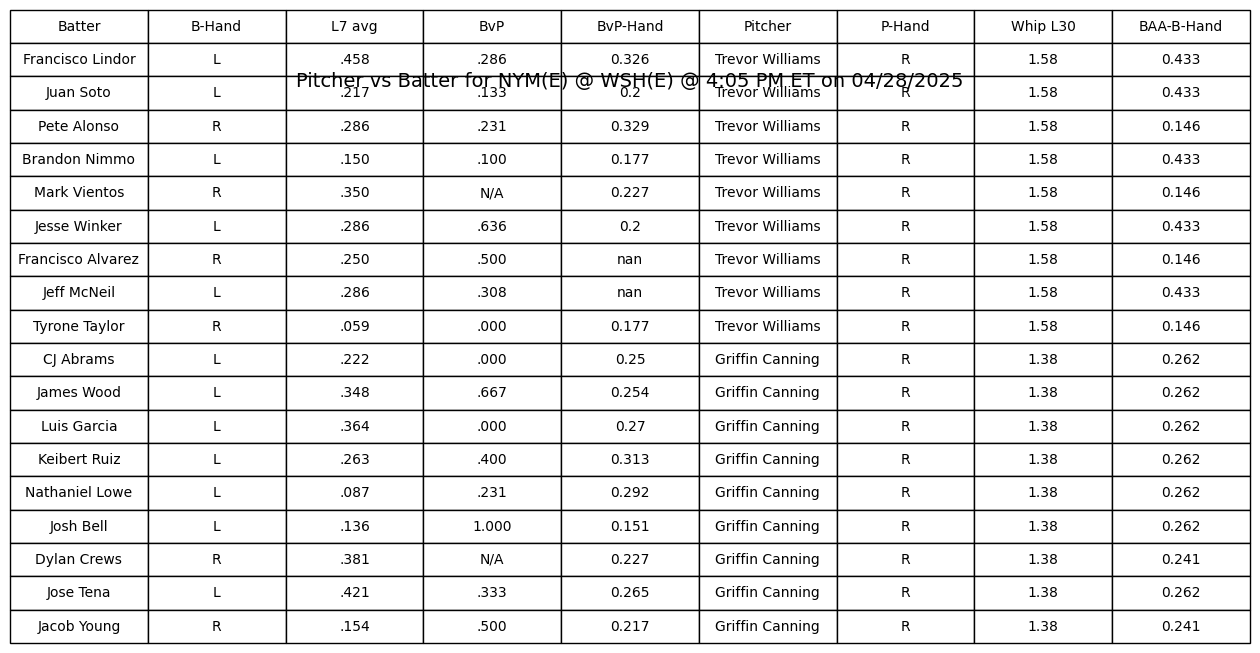 Batter B-Hand L7 avg BvP BvP-Hand Pitcher P-Hand Whip L30 BAA-B-Hand
Francisco Lindor L .458 .286 0.326 Trevor Williams R 1.58 0.433
Pitcher vs Batter for NYM(E) @ WSH(E) @ 4:05 PM ET on 04/28/2025
Juan Soto L .217 .133 0.2 Trevor Williams R 1.58 0.433
Pete Alonso R .286 .231 0.329 Trevor Williams R 1.58 0.146
Brandon Nimmo L .150 .100 0.177 Trevor Williams R 1.58 0.433
Mark Vientos R .350 N/A 0.227 Trevor Williams R 1.58 0.146
Jesse Winker L .286 .636 0.2 Trevor Williams R 1.58 0.433
Francisco Alvarez R .250 .500 nan Trevor Williams R 1.58 0.146
Jeff McNeil L .286 .308 nan Trevor Williams R 1.58 0.433
Tyrone Taylor R .059 .000 0.177 Trevor Williams R 1.58 0.146
CJ Abrams L .222 .000 0.25 Griffin Canning R 1.38 0.262
James Wood L .348 .667 0.254 Griffin Canning R 1.38 0.262
Luis Garcia L .364 .000 0.27 Griffin Canning R 1.38 0.262
Keibert Ruiz L .263 .400 0.313 Griffin Canning R 1.38 0.262
Nathaniel Lowe L .087 .231 0.292 Griffin Canning R 1.38 0.262
Josh Bell L .136 1.000 0.151 Griffin Canning R 1.38 0.262
Dylan Crews R .381 N/A 0.227 Griffin Canning R 1.38 0.241
Jose Tena L .421 .333 0.265 Griffin Canning R 1.38 0.262
Jacob Young R .154 .500 0.217 Griffin Canning R 1.38 0.241